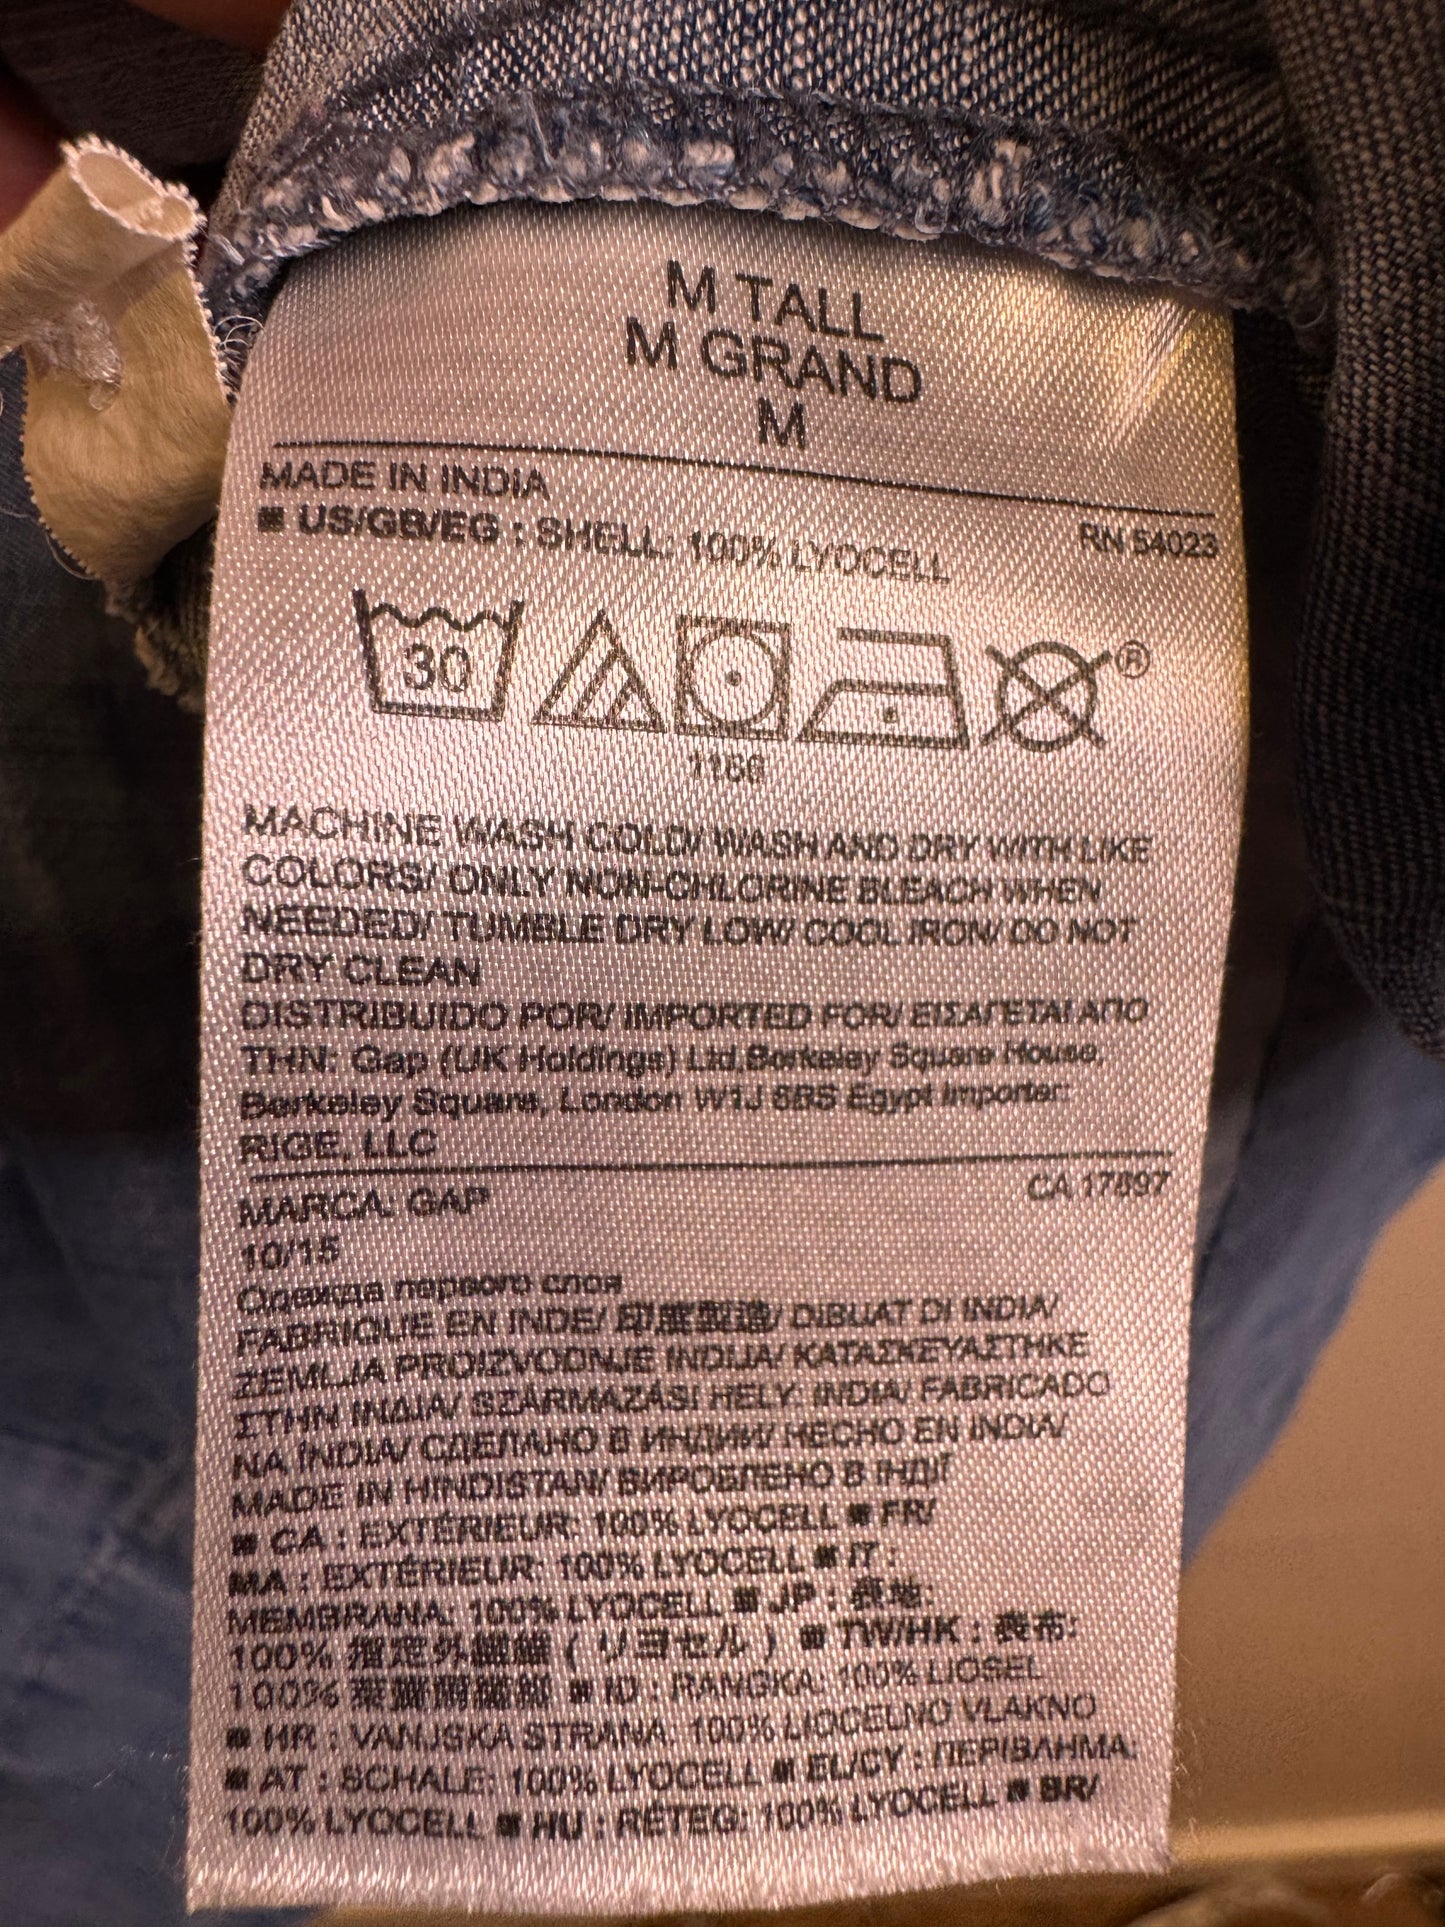 M TALL
M GRAND
M
MADE IN INDIA
RN 54023
■ US/GB/EG : SHELL: 100% LYOCELL
30
®
MACHINE WASH COLD/ WASH AND DRY WITH LIKE
COLORS/ ONLY NON-CHLORINE BLEACH WHEN
NEEDED/ TUMBLE DRY LOW/ COOL IRON/ DO NOT
DRY CLEAN
DISTRIBUIDO POR/ IMPORTED FOR/ ΕΙΣΑΓΕΤΑΙ ΑΠΟ
ΤΗΝ: Gap (UK Holdings) Ltd,Berkeley Square House,
Berkeley Square, London W1J Egypt Importer:
RIGE, LLC
CA 17897
MARCA: GAP
10/15
Одежда первого слоя
FABRIQUE EN INDE/ 印度製造/ DIBUAT DI INDIA/
ZEMLJA PROIZVODNJE INDIJA/ ΚΑΤΑΣΚΕΥΑΣΤΗΚΕ
ΣΤΗΝ ΙΝΔΙΑ/ SZÁRMAZÁSI HELY: INDIA/ FABRICADO
NA ÍNDIA/ СДЕЛАНО В ИНДИИ/ HECHO EN INDIA/
MADE IN HINDISTAN/ ВИРОБЛЕНО В ІНДІЇ
■ CA : EXTÉRIEUR: 100% LYOCELL ■ FR/
MA : EXTÉRIEUR: 100% LYOCELL ■ IT :
MEMBRANA: 100% LYOCELL ■ JP : 表地:
100% 指定外繊維 ( リヨセル ) ■ TW/HK : 表布:
100% ■ ID : RANGKA: 100% LIOSEL
■ HR : VANJSKA STRANA: 100% LIOCELNO VLAKNO
■ AT : SCHALE: 100% LYOCELL ■ EL/CY : ΠΕΡΙΒΛΗΜΑ:
100% LYOCELL ■ HU : RÉTEG: 100% LYOCELL ■ BR/